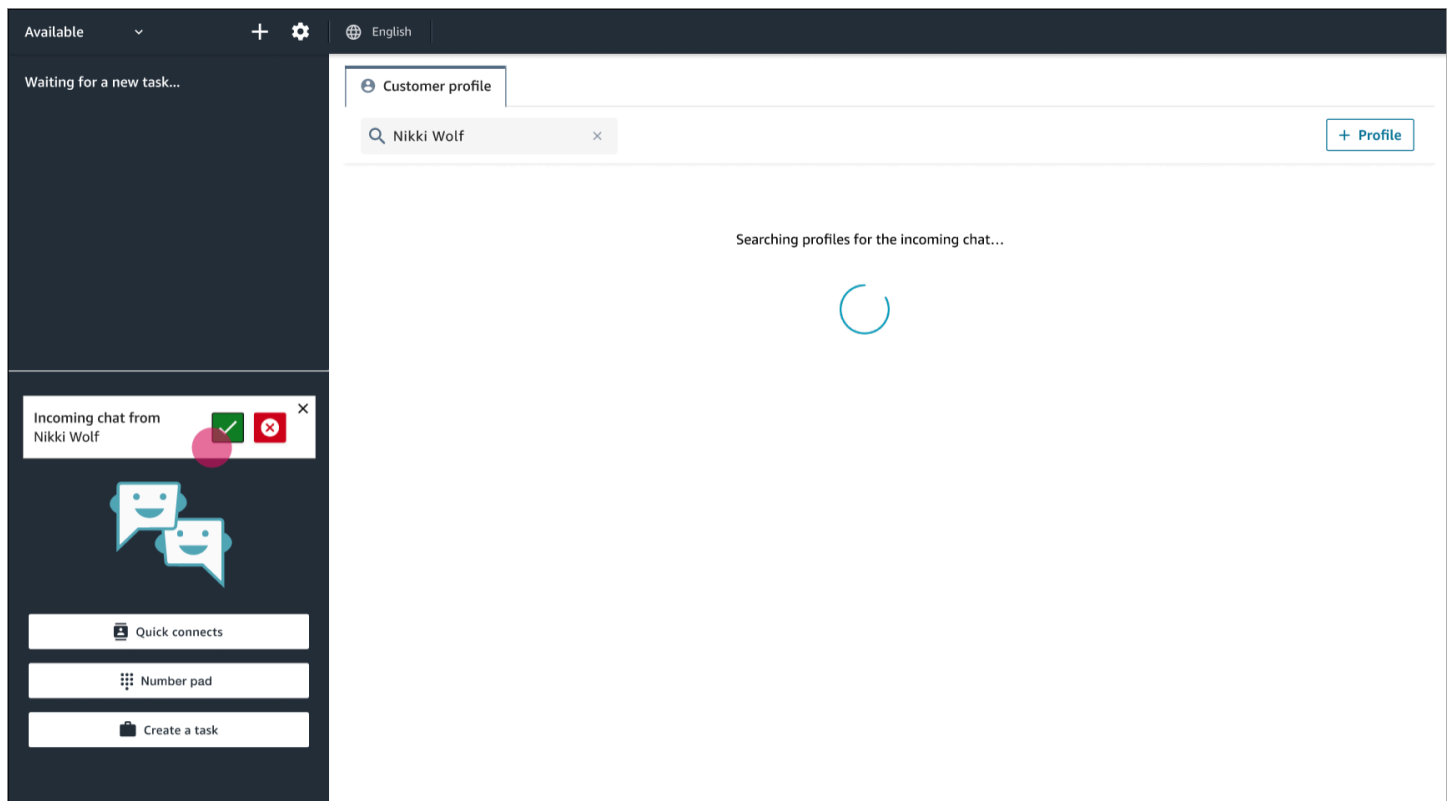 Available
English
Waiting for a new task...
Customer profile
Nikki Wolf
+ Profile
Searching profiles for the incoming chat...
Incoming chat from
Nikki Wolf
Quick connects
Number pad
Create a task